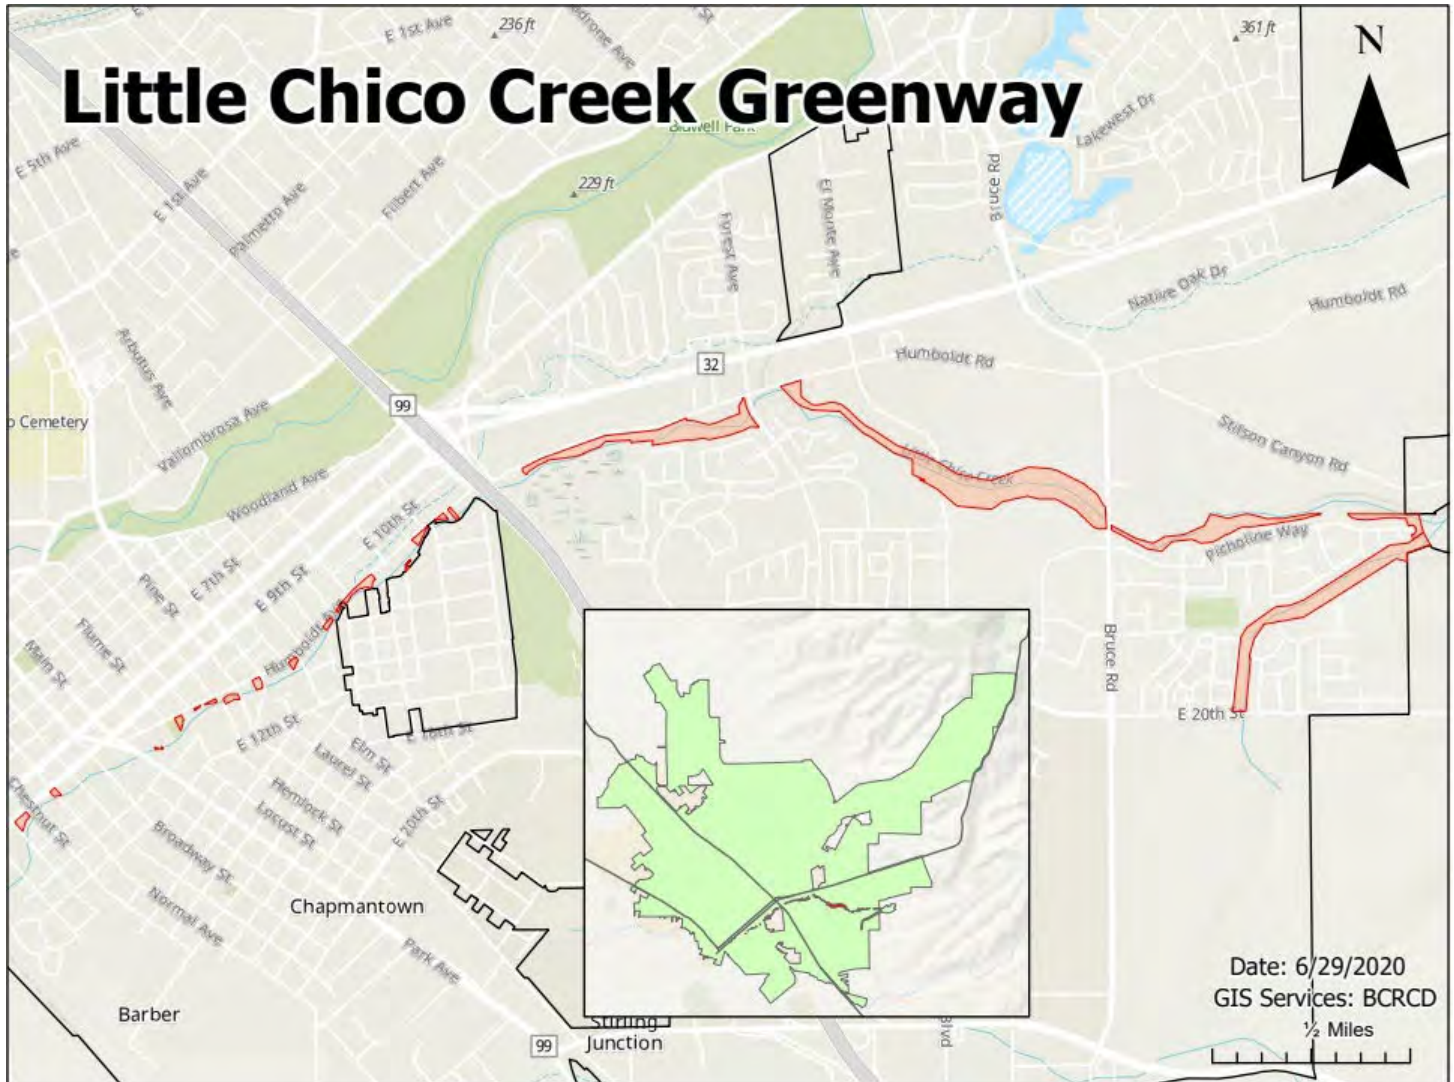 E 1st Ave
236 ft
361 ft
N
Little Chico Creek Greenway
Bidwell Park
Lakewest Dr
E 5th Ave
E 1st Ave
Palmetto Ave
Filbert Ave
229 ft
Forest Ave
El Monte Ave
Bruce Rd
Native Oak Dr
Humboldt Rd
Arbutus Ave
32
Humboldt Rd
99
Cemetery
Vallombrosa Ave
Stilson Canyon Rd
Little Chico Creek
Woodland Ave
E 10th St
Picholine Way
Pine St
E 7th St
E 9th St
Flume St
Main St
Humboldt Ave
Bruce Rd
E 20th St
E 12th St
E 16th St
Elm St
Laurel St
Hemlock St
Locust St
E 20th St
Chestnut St
Broadway St
Normal Ave
Chapmantown
Park Ave
Barber
99
Stirling
Junction
Blvd
Date: 6/29/2020
GIS Services: BCRCD
½ Miles